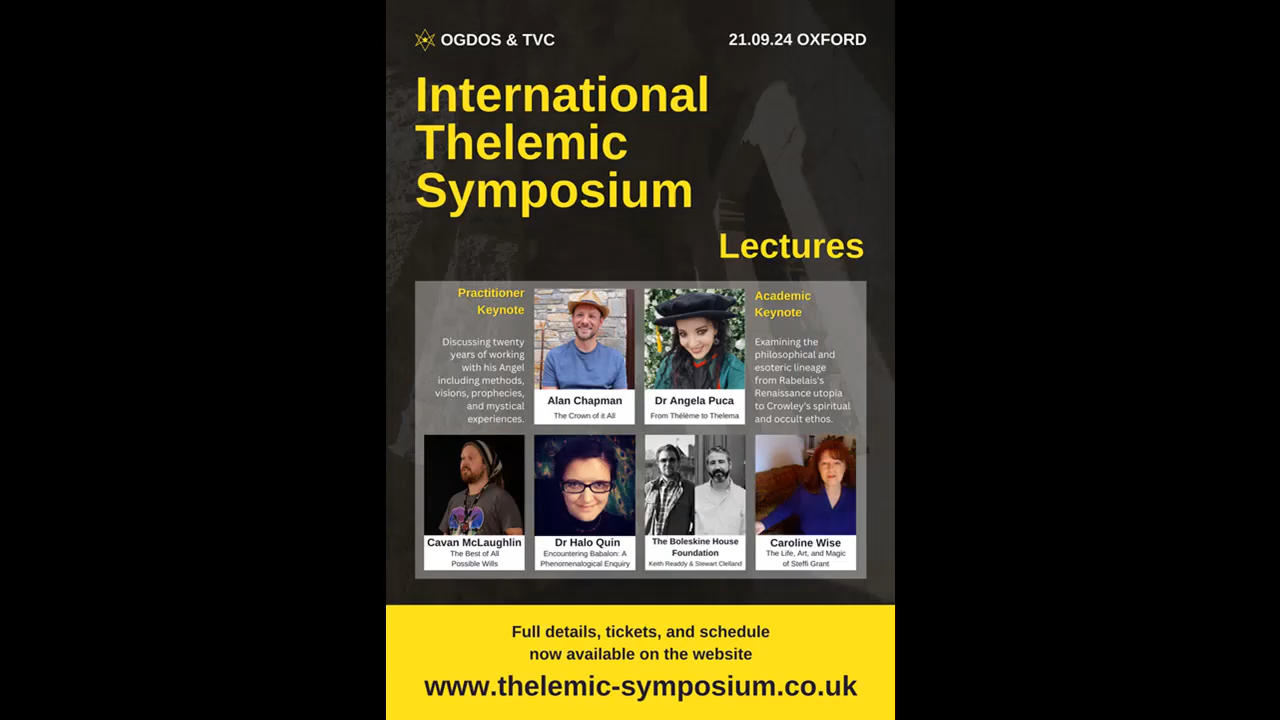 OGDOS & TVC
21.09.24 OXFORD
International
Thelemic
Symposium
Lectures
Practitioner
Keynote
Discussing twenty
years of working
with his Angel
including methods,
visions, prophecies,
and mystical
experiences.
Alan Chapman
The Crown of it All
Dr Angela Puca
From Thélème to Thelema
Academic
Keynote
Examining the
philosophical and
esoteric lineage
from Rabelais's
Renaissance utopia
to Crowley's spiritual
and occult ethos.
Cavan McLaughlin
The Best of All
Possible Wills
Dr Halo Quin
Encountering Babalon: A
Phenomenalogical Enquiry
The Boleskine House
Foundation
Keith Readdy & Stewart Clelland
Caroline Wise
The Life, Art, and Magic
of Steffi Grant
Full details, tickets, and schedule
now available on the website
www.thelemic-symposium.co.uk